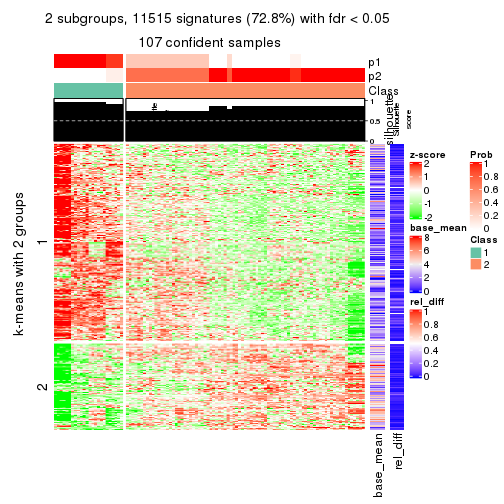 2 subgroups, 11515 signatures (72.8%) with fdr < 0.05
107 confident samples
p1
p2
Class
1
0.5
0
silhouette
Silhouette
score
k-means with 2 groups
1
2
base_mean
rel_diff
z-score
2
1
0
-1
-2
base_mean
8
6
4
2
0
rel_diff
1
0.8
0.6
0.4
0.2
0
Prob
1
0.8
0.6
0.4
0.2
0
Class
1
2